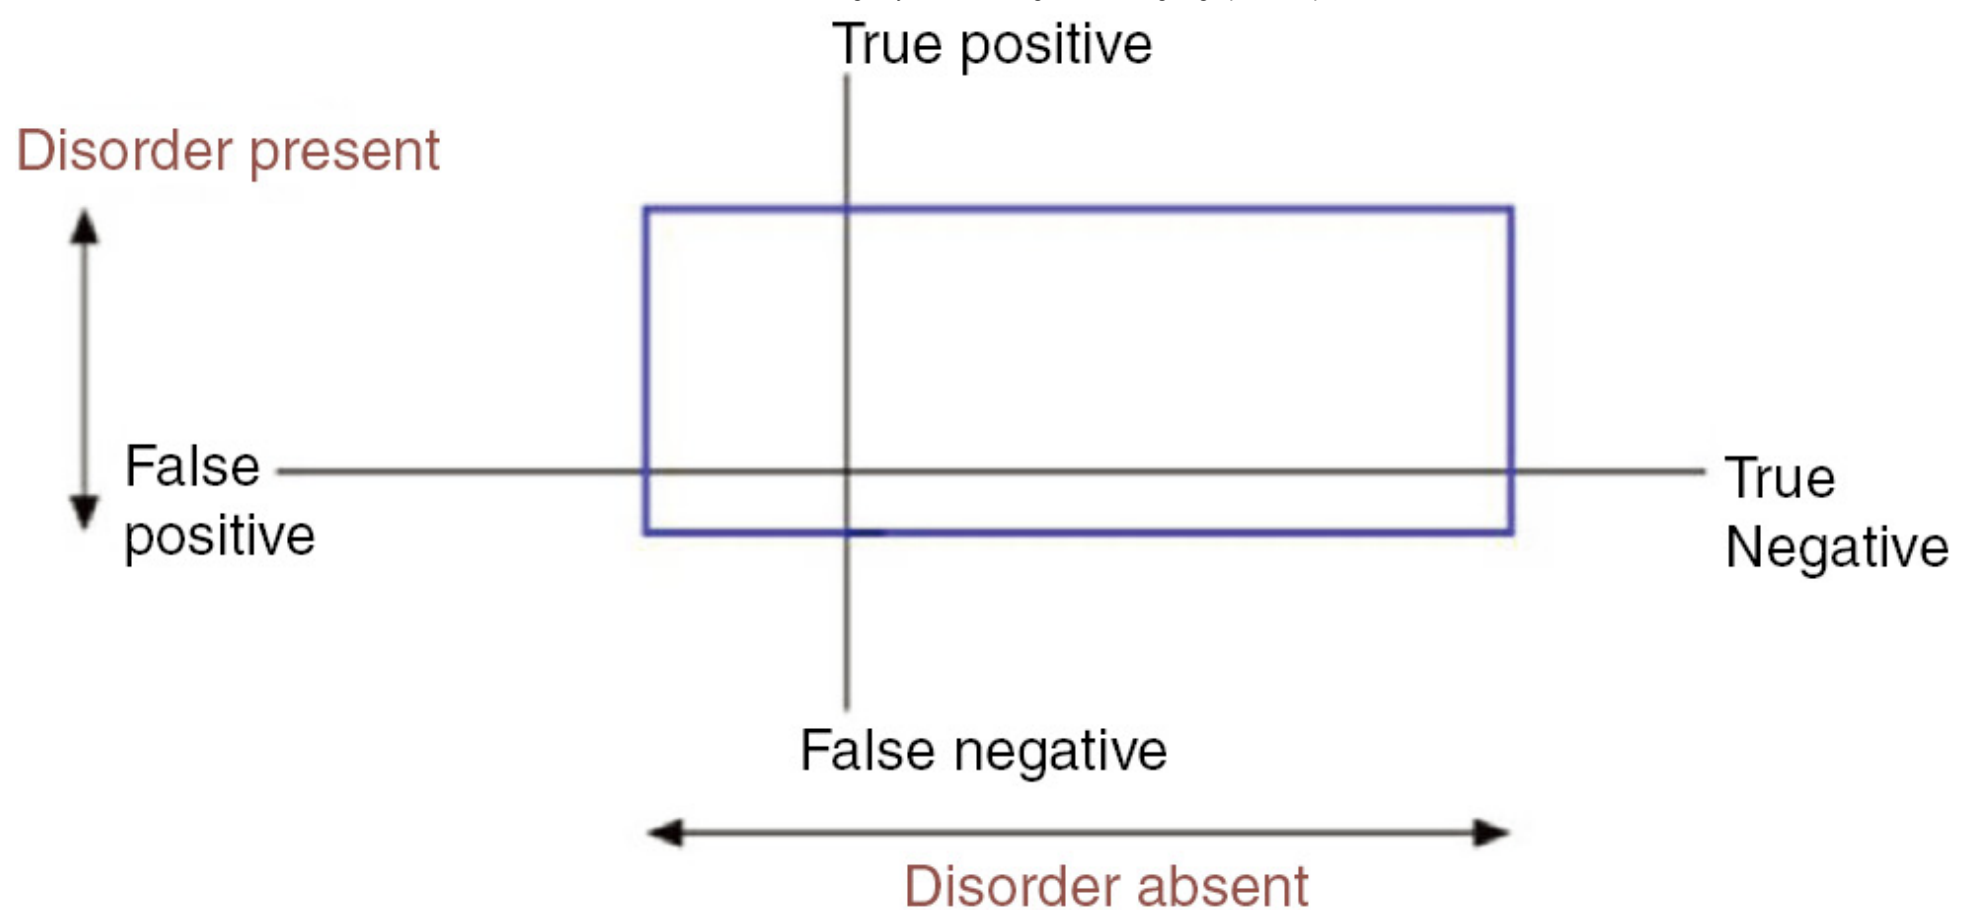 True positive
Disorder present
False
positive
True
Negative
False negative
Disorder absent